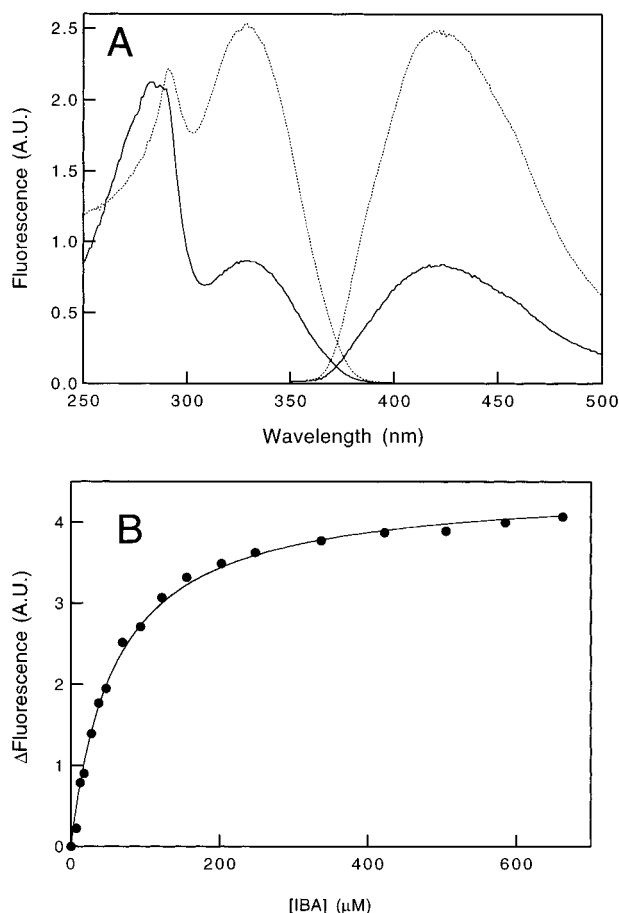 A
Fluorescence (A.U.)
2.5
2.0
1.5
1.0
0.5
0.0
250 300 350 400 450 500
Wavelength (nm)
B
ΔFluorescence (A.U.)
4
3
2
1
0
0 200 400 600
[IBA] (μM)